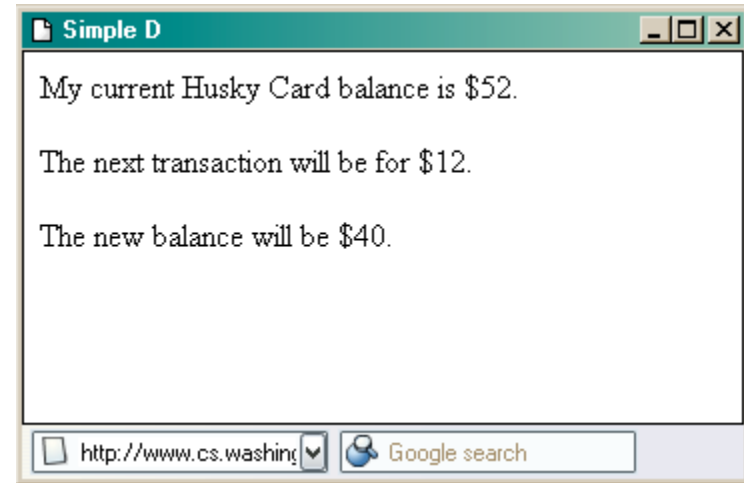 Simple D
My current Husky Card balance is $52.
The next transaction will be for $12.
The new balance will be $40.
http://www.cs.washing
Google search